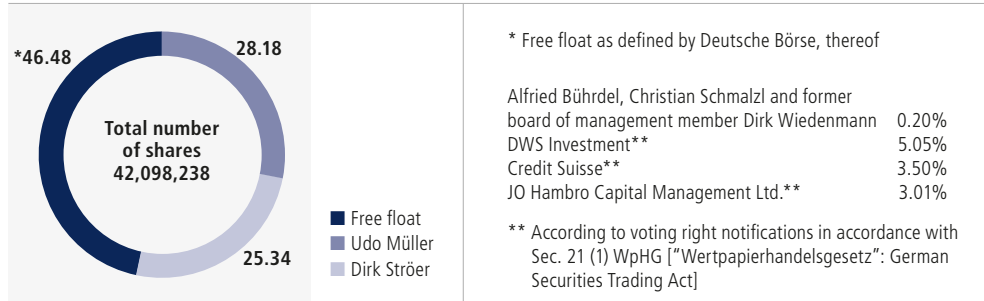 *46.48
28.18
Total number
of shares
42,098,238
25.34
Free float
Udo Müller
Dirk Ströer
* Free float as defined by Deutsche Börse, thereof
Alfried Bührdel, Christian Schmalzl and former
board of management member Dirk Wiedenmann 0.20%
DWS Investment** 5.05%
Credit Suisse** 3.50%
JO Hambro Capital Management Ltd.** 3.01%
** According to voting right notifications in accordance with
Sec. 21 (1) WpHG [“Wertpapierhandelsgesetz”: German
Securities Trading Act]